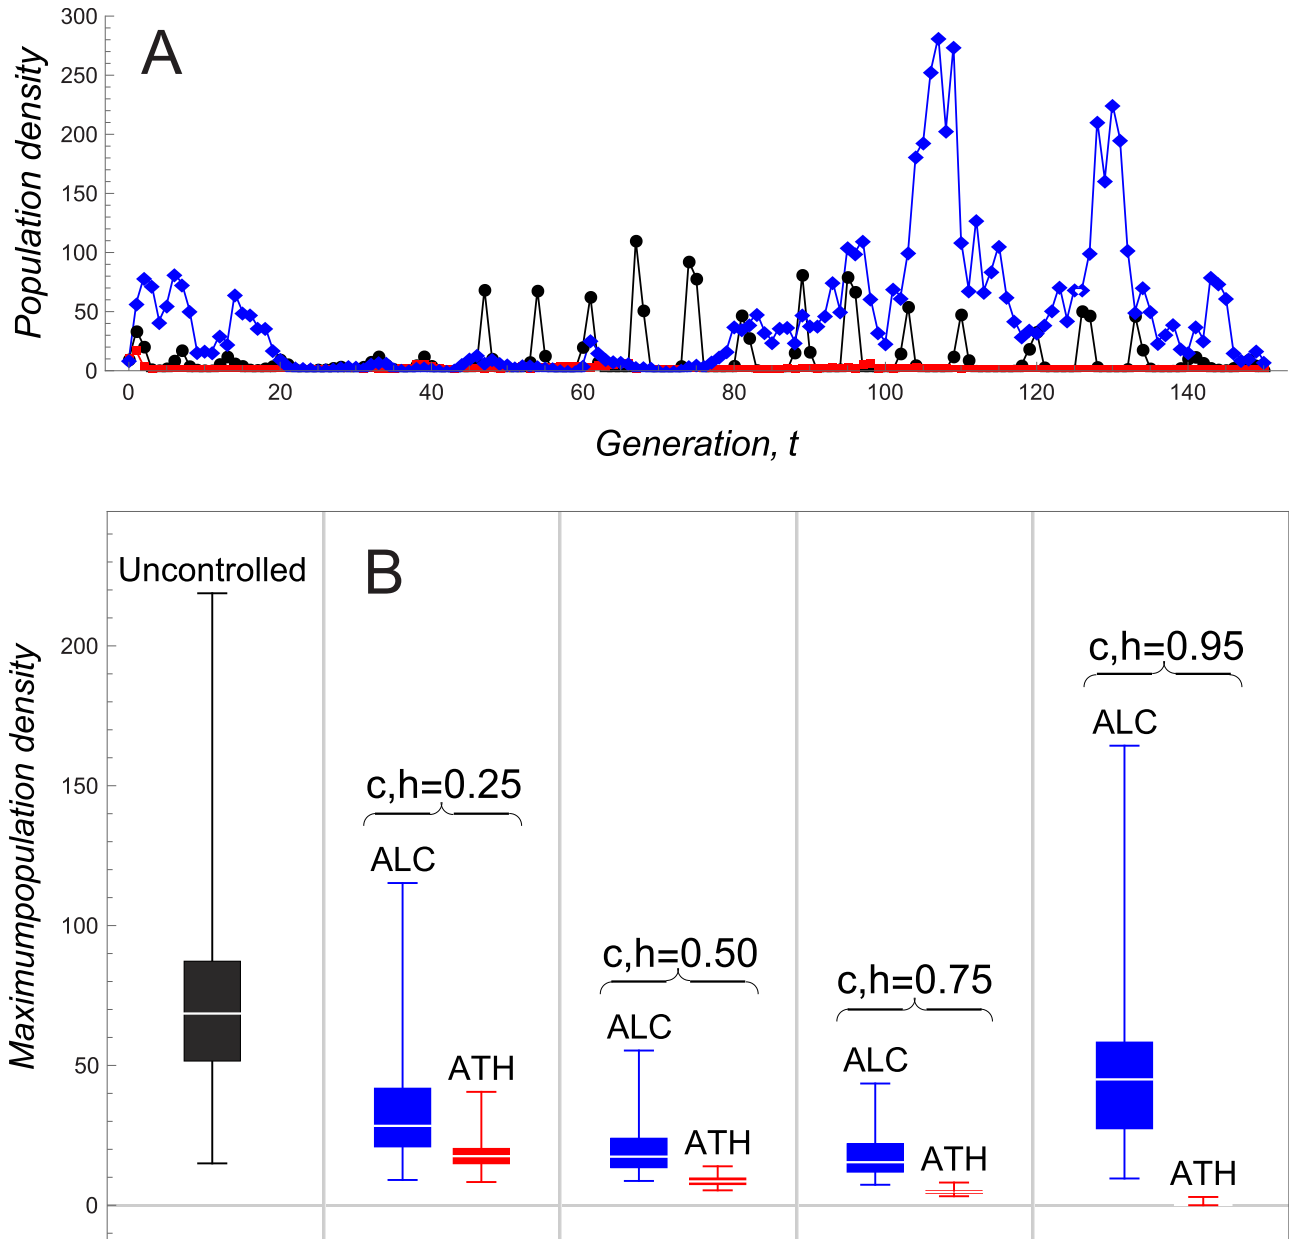 A
Population density
300
250
200
150
100
50
0
0 20 40 60 80 100 120 140
Generation, t
B
Maximumpopulation density
200
150
100
50
0
Uncontrolled
c,h=0.25
ALC
ATH
c,h=0.50
ALC
ATH
c,h=0.75
ALC
ATH
c,h=0.95
ALC
ATH